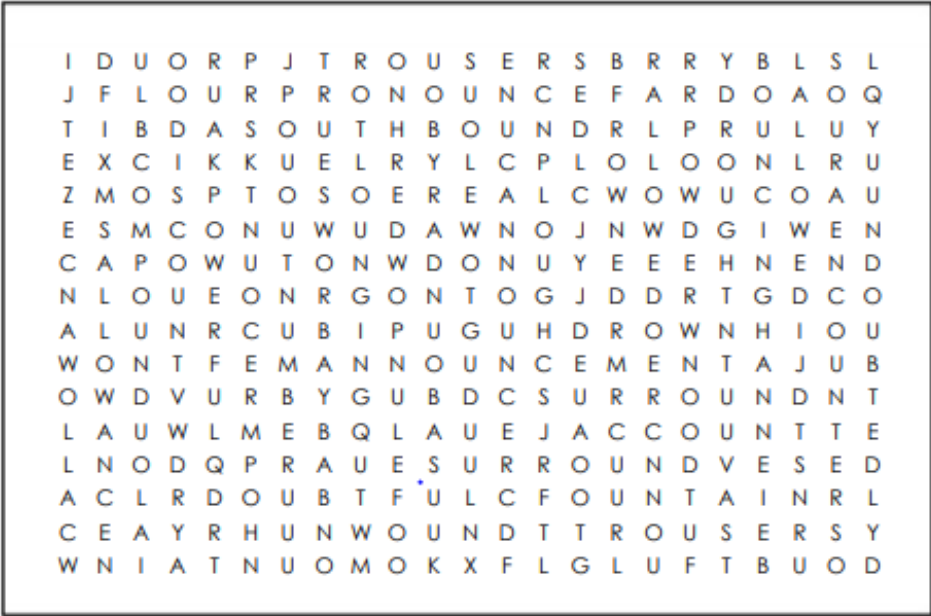 I D U O R P J T R O U S E R S B R R Y B L S L
J F L O U R P R O N O U N C E F A R D O A O Q
T I B D A S O U T H B O U N D R L P R U L U Y
E X C I K K U E L R Y L C P L O L O O N L R U
Z M O S P T O S O E R E A L C W O W U C O A U
E S M C O N U W U D A W N O J N W D G I W E N
C A P O W U T O N W D O N U Y E E E H N E N D
N L O U E O N R G O N T O G J D D R T G D C O
A L U N R C U B I P U G U H D R O W N H I O U
W O N T F E M A N N O U N C E M E N T A J U B
O W D V U R B Y G U B D C S U R R O U N D N T
L A U W L M E B Q L A U E J A C C O U N T T E
L N O D Q P R A U E S U R R O U N D V E S E D
A C L R D O U B T F U L C F O U N T A I N R L
C E A Y R H U N W O U N D T T R O U S E R S Y
W N I A T N U O M O K X F L G L U F T B U O D